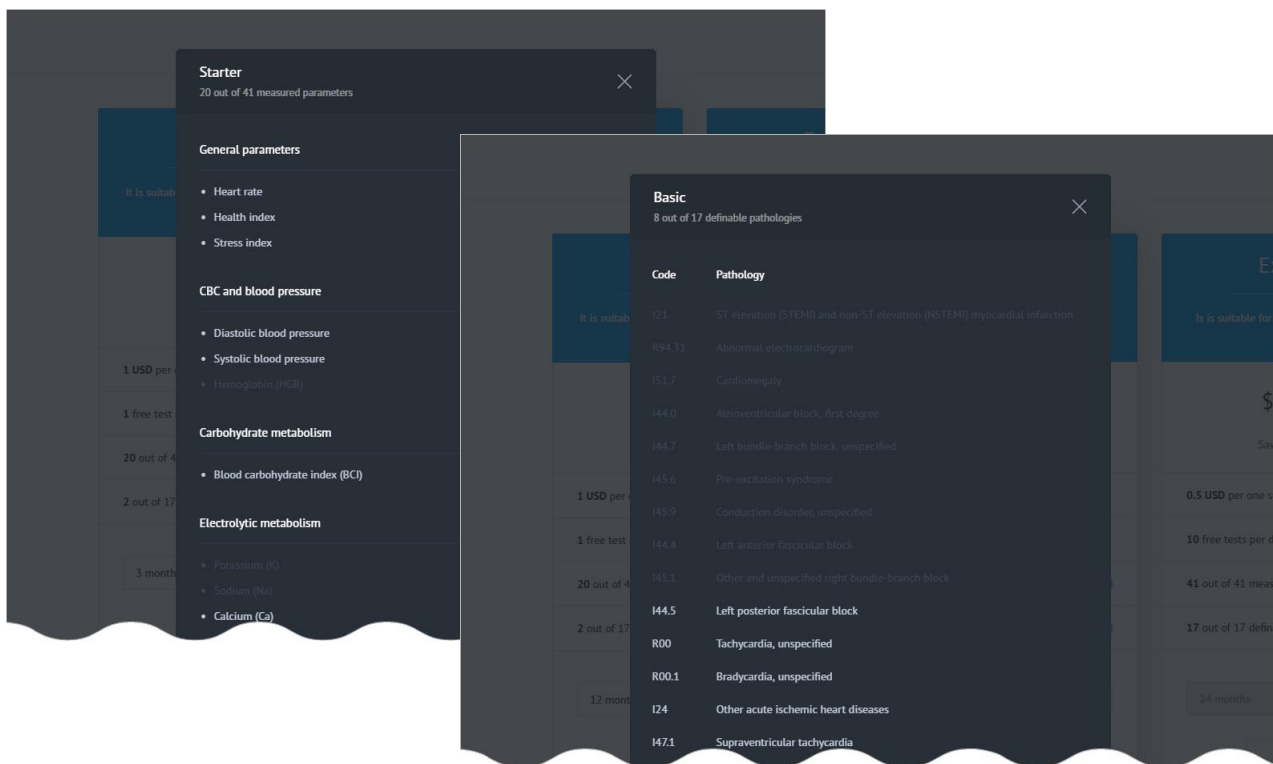 Starter
20 out of 41 measured parameters
General parameters
• Heart rate
• Health index
• Stress index
CBC and blood pressure
• Diastolic blood pressure
• Systolic blood pressure
• Hemoglobin (HGB)
Carbohydrate metabolism
• Blood carbohydrate index (BCI)
Electrolytic metabolism
• Potassium (K)
• Sodium (Na)
• Calcium (Ca)
It is suitab
1 USD per
1 free test
20 out of 4
2 out of 17
3 month
Basic
8 out of 17 definable pathologies
Code Pathology
I21 ST elevation (STEMI) and non-ST elevation (NSTEMI) myocardial infarction
R94.31 Abnormal electrocardiogram
I51.7 Cardiomegaly
I44.0 Atrioventricular block, first degree
I44.7 Left bundle-branch block, unspecified
I45.6 Pre-excitation syndrome
I45.9 Conduction disorder, unspecified
I44.4 Left anterior fascicular block
I45.1 Other and unspecified right bundle-branch block
I44.5 Left posterior fascicular block
R00 Tachycardia, unspecified
R00.1 Bradycardia, unspecified
I24 Other acute ischemic heart diseases
I47.1 Supraventricular tachycardia
It is suitab
1 USD per
1 free test
20 out of 4
2 out of 17
12 mont
Is is suitable for
$
Sav
0.5 USD per one s
10 free tests per d
41 out of 41 meas
17 out of 17 defin
24 months